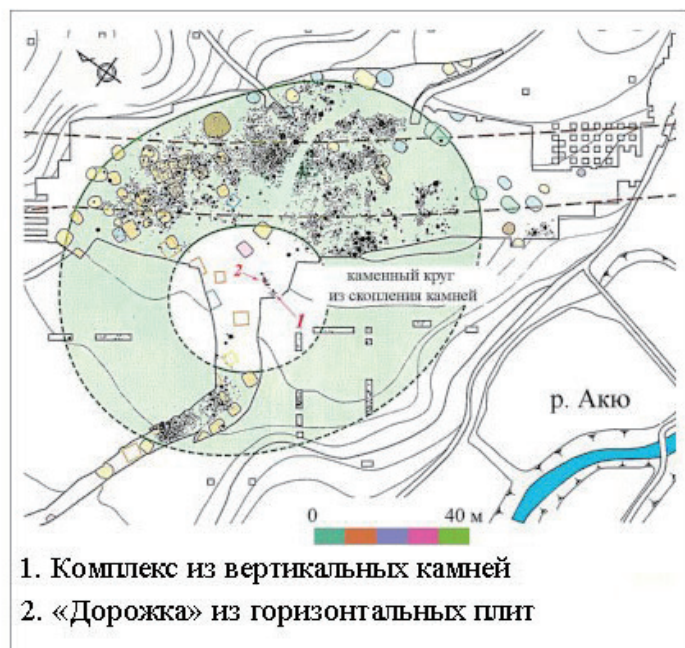 2
каменный круг
из скопления камней
1
р. Акю
0 40 м
1. Комплекс из вертикальных камней
2. «Дорожка» из горизонтальных плит